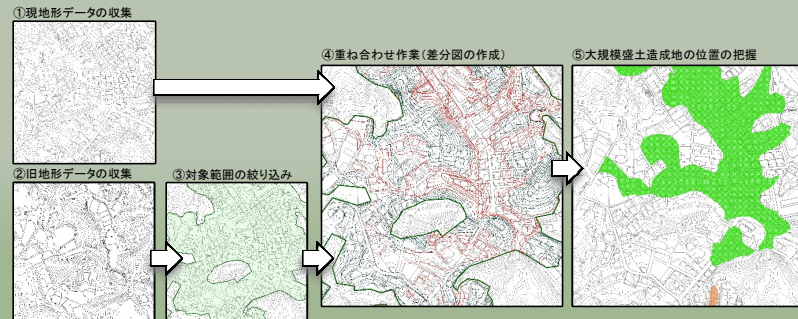 ①現地形データの収集
②旧地形データの収集
③対象範囲の絞り込み
④重ね合わせ作業(差分図の作成)
⑤大規模盛土造成地の位置の把握